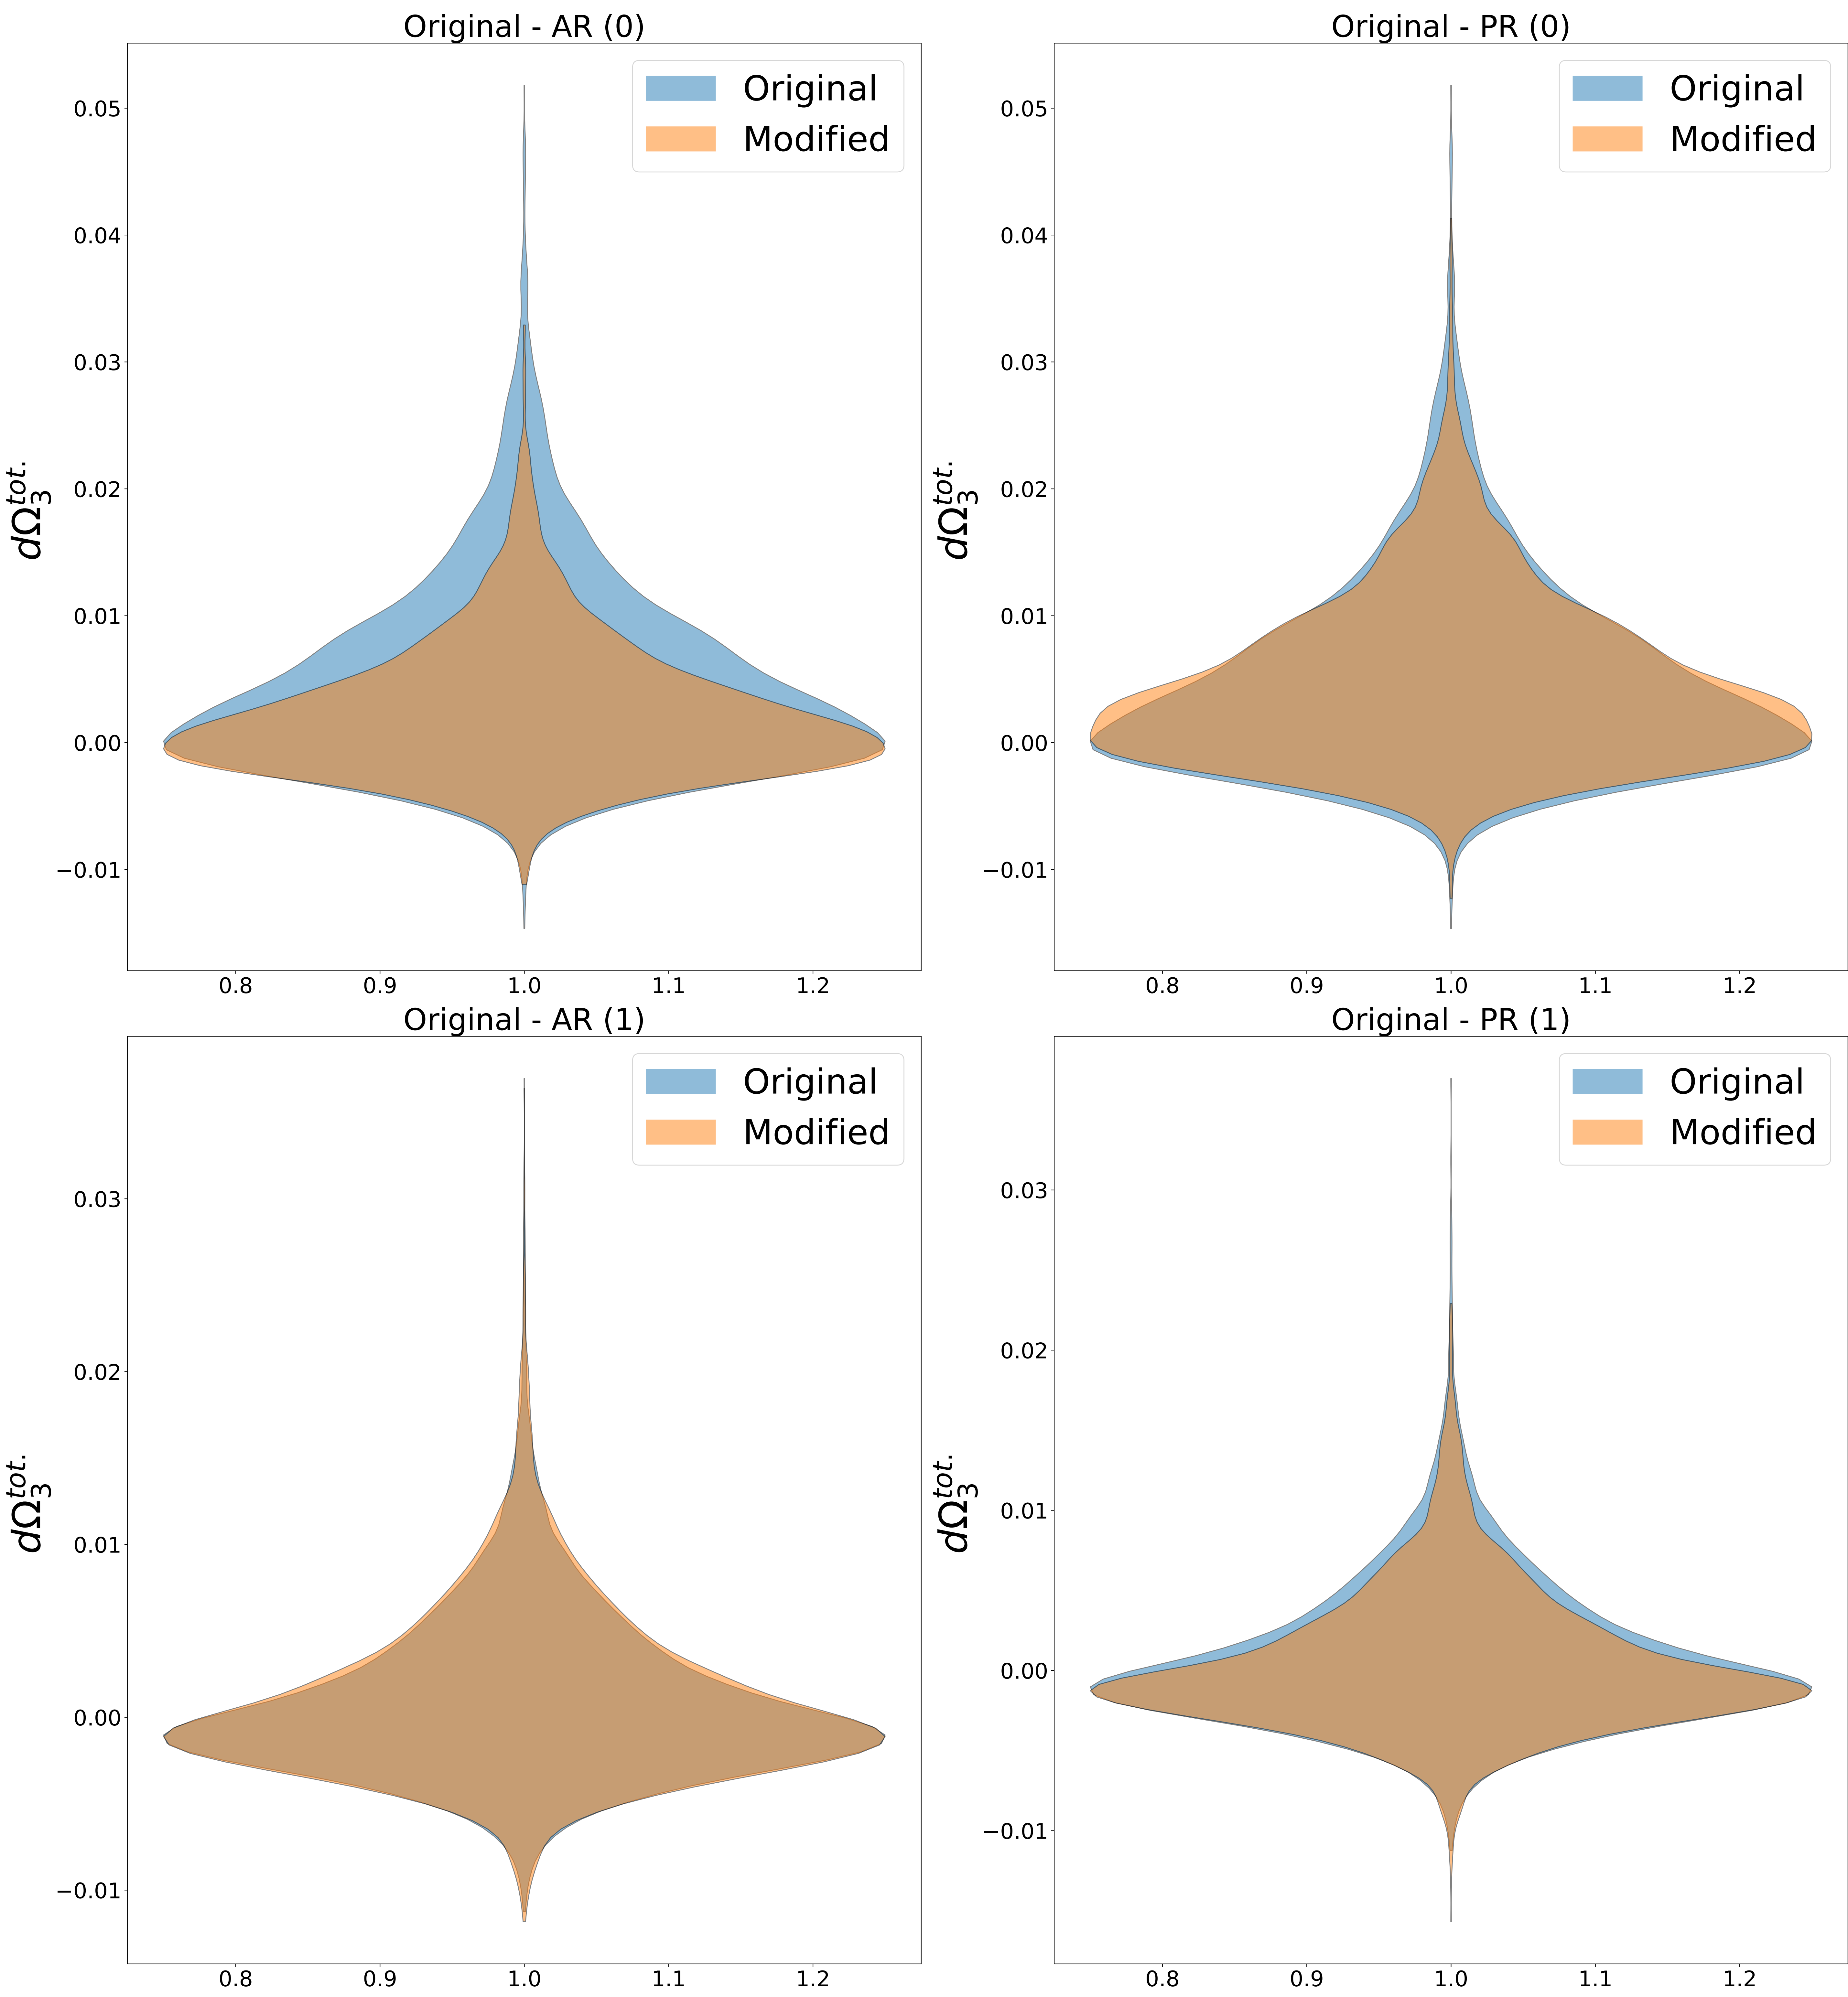 Original - AR (0)
Original
Modified
0.05
0.04
0.03
0.02
0.01
0.00
−0.01
dΩ₃ᵗᵒᵗ·
0.8 0.9 1.0 1.1 1.2
Original - PR (0)
Original
Modified
0.05
0.04
0.03
0.02
0.01
0.00
−0.01
dΩ₃ᵗᵒᵗ·
0.8 0.9 1.0 1.1 1.2
Original - AR (1)
Original
Modified
0.03
0.02
0.01
0.00
−0.01
dΩ₃ᵗᵒᵗ·
0.8 0.9 1.0 1.1 1.2
Original - PR (1)
Original
Modified
0.03
0.02
0.01
0.00
−0.01
dΩ₃ᵗᵒᵗ·
0.8 0.9 1.0 1.1 1.2